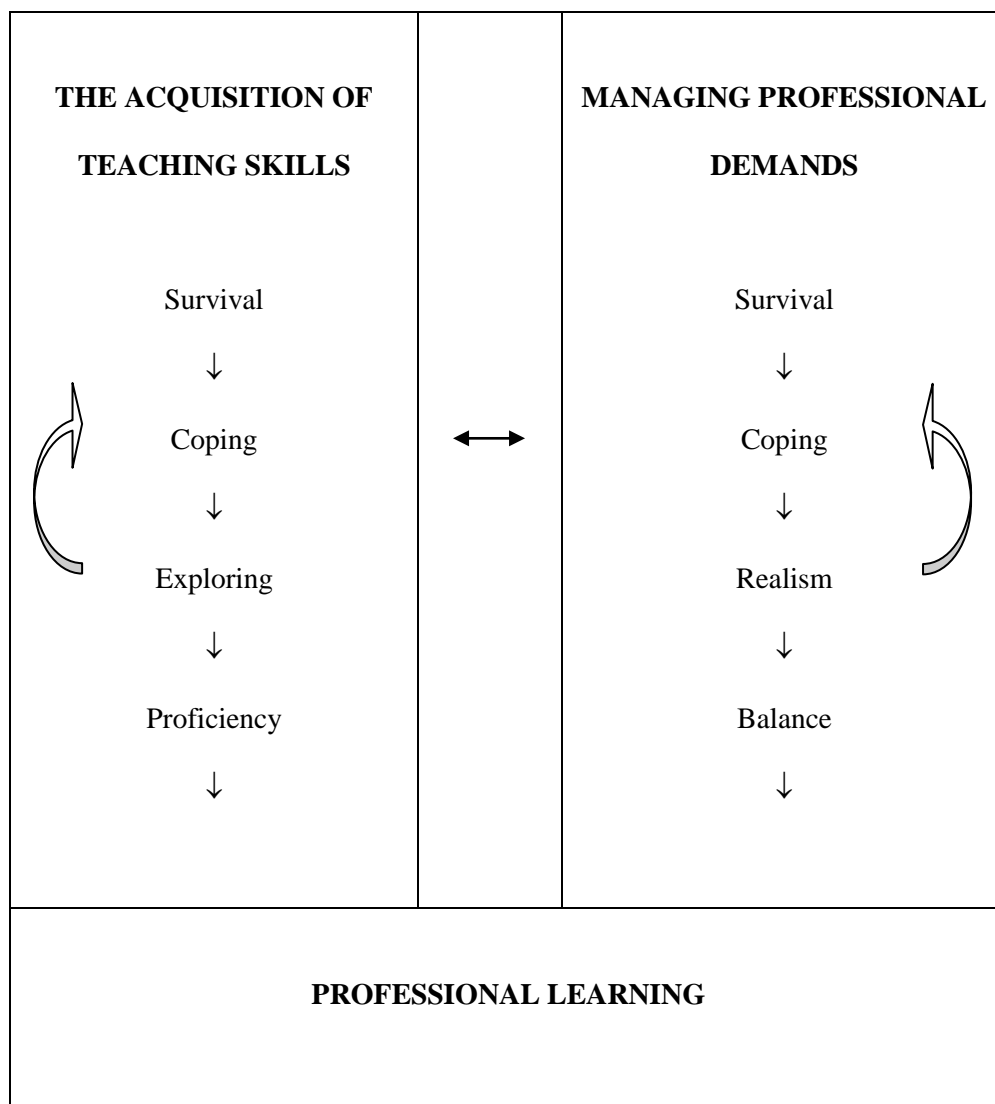 THE ACQUISITION OF
TEACHING SKILLS
Survival
↓
Coping
↓
Exploring
↓
Proficiency
↓
MANAGING PROFESSIONAL
DEMANDS
Survival
↓
Coping
↓
Realism
↓
Balance
↓
PROFESSIONAL LEARNING